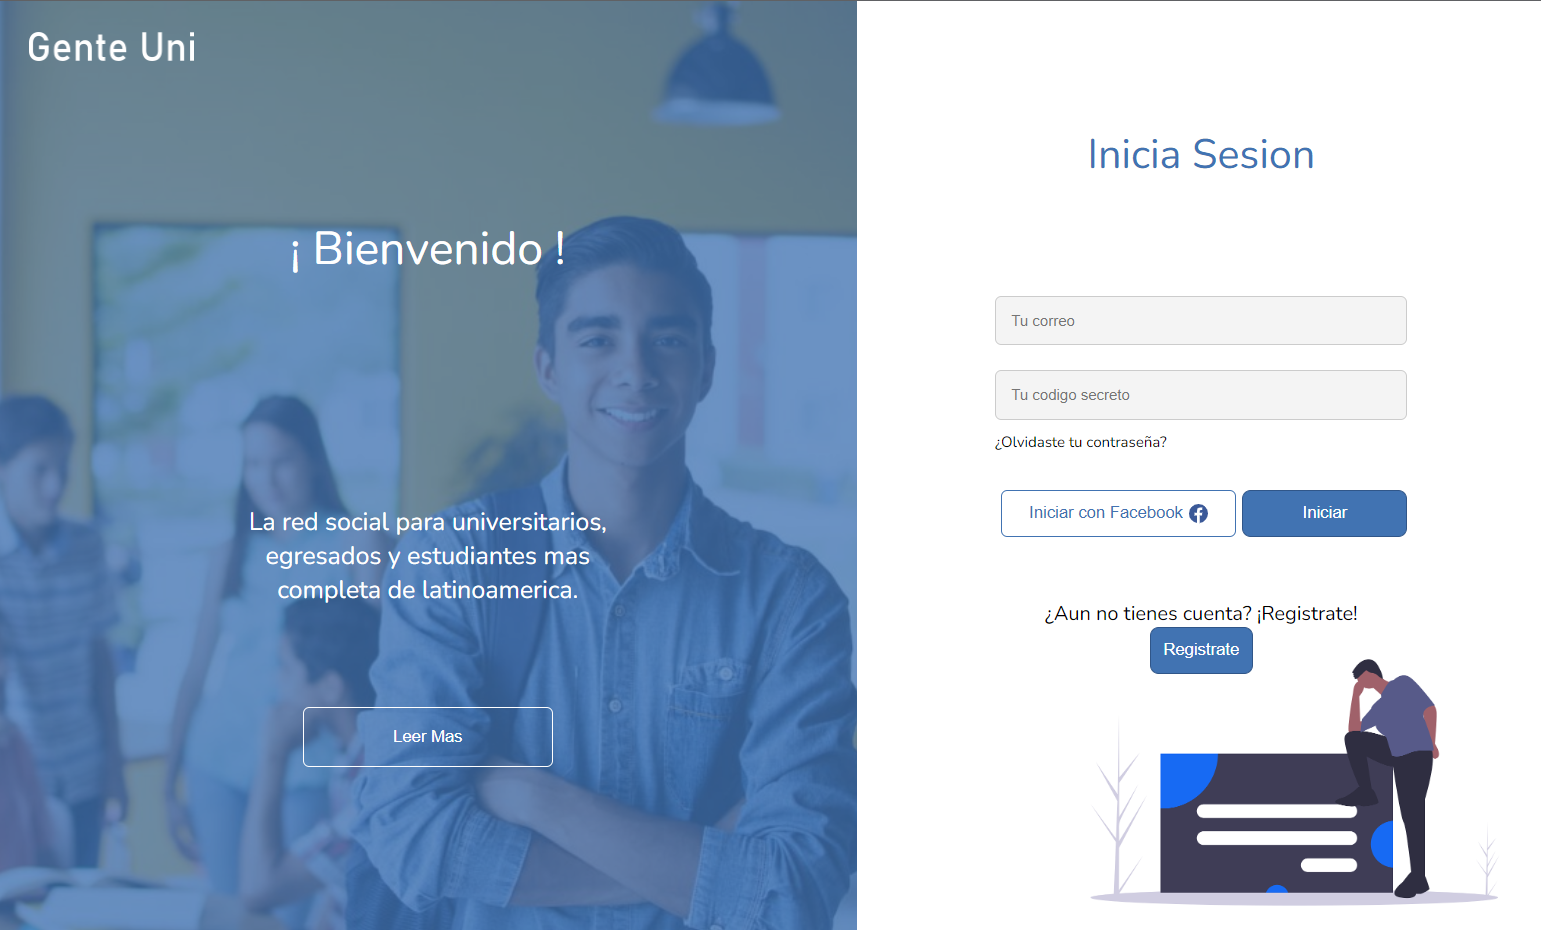 Gente Uni
¡ Bienvenido !
La red social para universitarios,
egresados y estudiantes mas
completa de latinoamerica.
Leer Mas
Inicia Sesion
Tu correo
Tu codigo secreto
¿Olvidaste tu contraseña?
Iniciar con Facebook
Iniciar
¿Aun no tienes cuenta? ¡Registrate!
Registrate